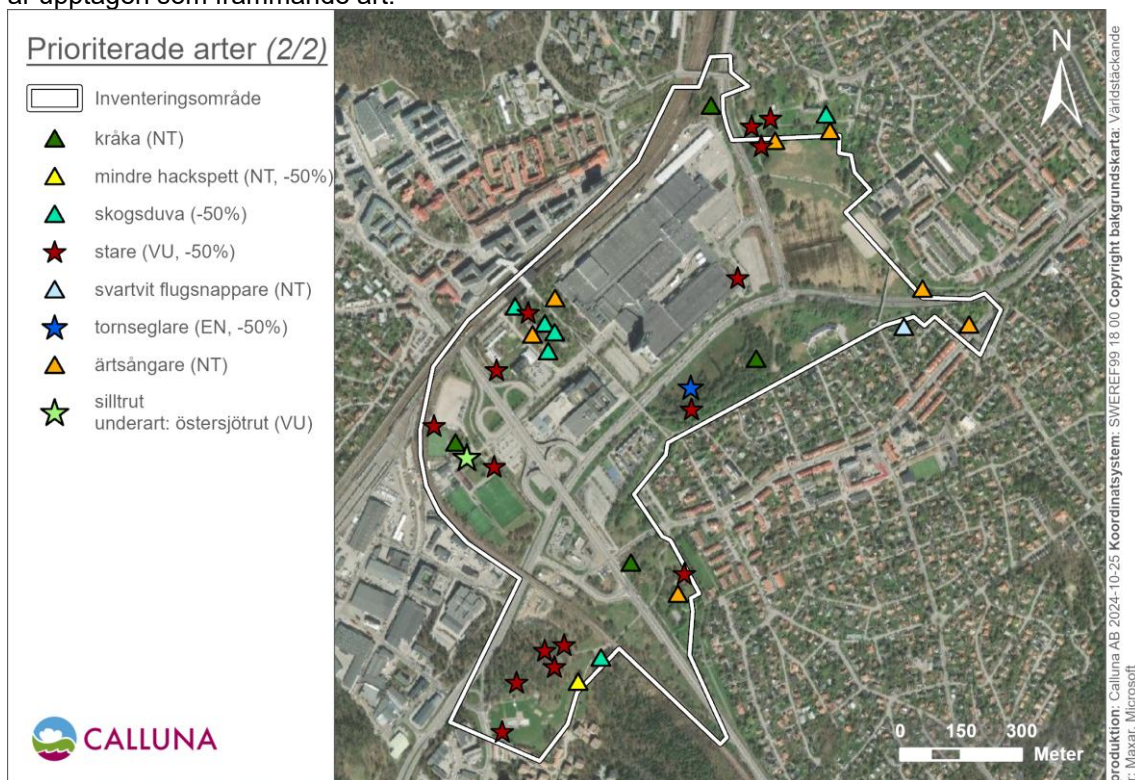 är upptagen som främmande art.
Prioriterade arter (2/2)
Inventeringsområde
kråka (NT)
mindre hackspett (NT, -50%)
skogsduva (-50%)
stare (VU, -50%)
svartvit flugsnappare (NT)
tornseglare (EN, -50%)
ärtsångare (NT)
silltrut
underart: östersjötrut (VU)
CALLUNA
N
0 150 300
Meter
produktion: Calluna AB 2024-10-25 Koordinatsystem: SWEREF99 18 00 Copyright bakgrundskarta: Världstäckande
: Maxar, Microsoft